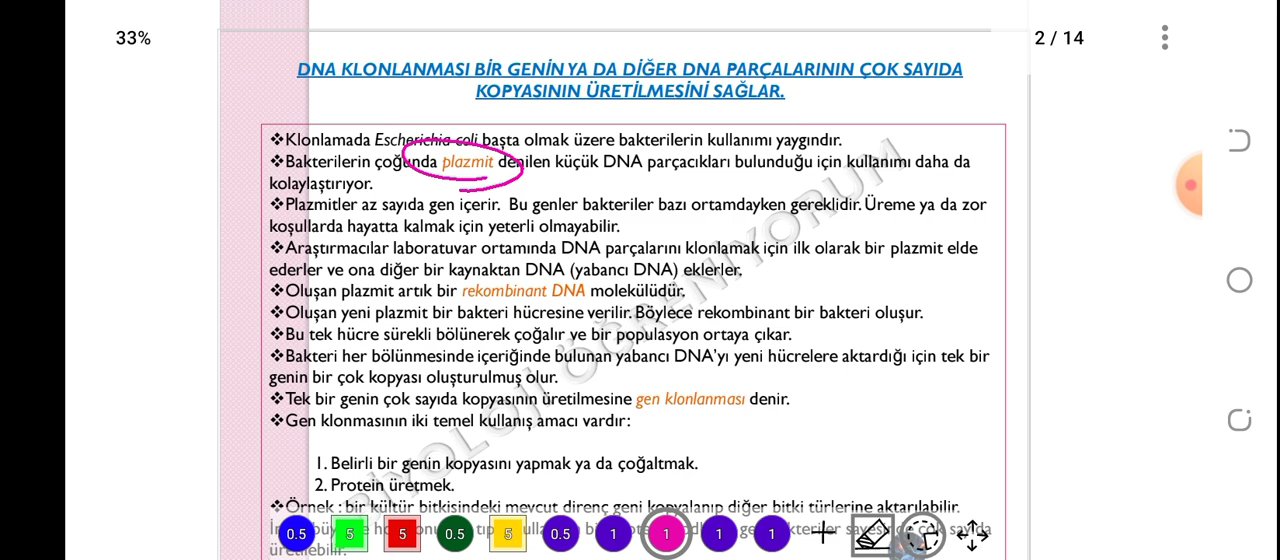 33%
2 / 14
DNA KLONLANMASI BİR GENİN YA DA DİĞER DNA PARÇALARININ ÇOK SAYIDA
KOPYASININ ÜRETİLMESİNİ SAĞLAR.
❖Klonlamada Escherichia coli başta olmak üzere bakterilerin kullanımı yaygındır.
❖Bakterilerin çoğunda plazmit denilen küçük DNA parçacıkları bulunduğu için kullanımı daha da
kolaylaştırıyor.
❖Plazmitler az sayıda gen içerir. Bu genler bakteriler bazı ortamdayken gereklidir. Üreme ya da zor
koşullarda hayatta kalmak için yeterli olmayabilir.
❖Araştırmacılar laboratuvar ortamında DNA parçalarını klonlamak için ilk olarak bir plazmit elde
ederler ve ona diğer bir kaynaktan DNA (yabancı DNA) eklerler.
❖Oluşan plazmit artık bir rekombinant DNA molekülüdür.
❖Oluşan yeni plazmit bir bakteri hücresine verilir. Böylece rekombinant bir bakteri oluşur.
❖Bu tek hücre sürekli bölünerek çoğalır ve bir populasyon ortaya çıkar.
❖Bakteri her bölünmesinde içeriğinde bulunan yabancı DNA’yı yeni hücrelere aktardığı için tek bir
genin bir çok kopyası oluşturulmuş olur.
❖Tek bir genin çok sayıda kopyasının üretilmesine gen klonlanması denir.
❖Gen klonmasının iki temel kullanış amacı vardır:
1. Belirli bir genin kopyasını yapmak ya da çoğaltmak.
2. Protein üretmek.
❖Örnek : bir kültür bitkisindeki mevcut direnç geni kopyalanıp diğer bitki türlerine aktarılabilir.
sayesinde çok sayıda
üretilebilir.
BİYOLOJİ ÖĞRENİYORUM
0.5 5 5 0.5 5 0.5 1 1 1 1